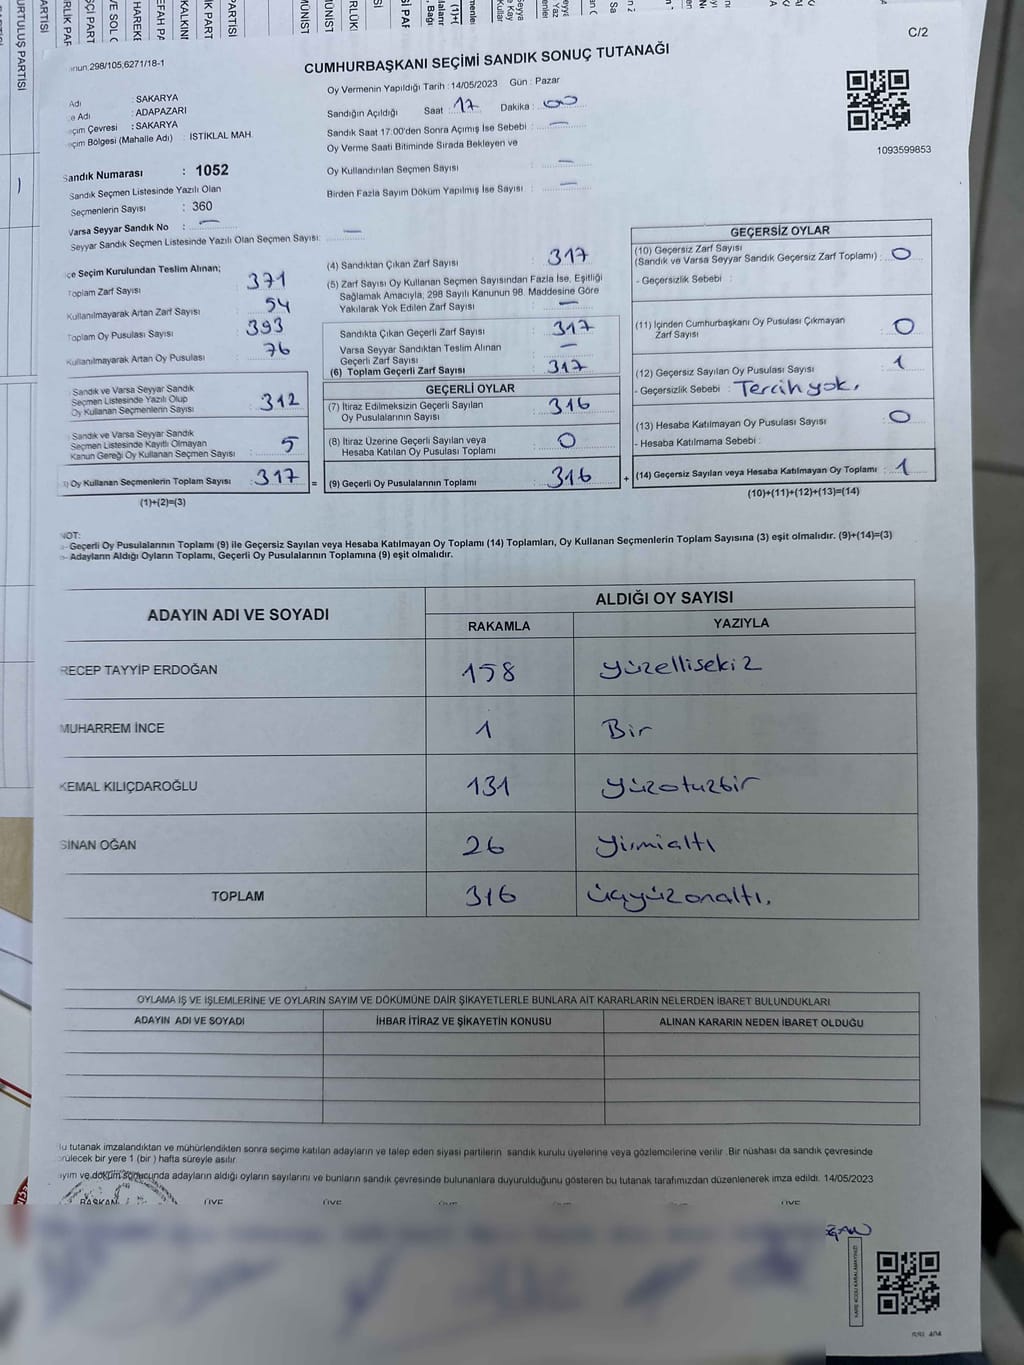 URTULUŞ PARTİSİ
C/2
CUMHURBAŞKANI SEÇİMİ SANDIK SONUÇ TUTANAĞI
298/105,6271/18-1
Adı : SAKARYA
e Adı : ADAPAZARI
çim Çevresi : SAKARYA
çim Bölgesi (Mahalle Adı) : İSTİKLAL MAH.
Oy Vermenin Yapıldığı Tarih : 14/05/2023 Gün : Pazar
Sandığın Açıldığı Saat : 17 Dakika : 00
Sandık Saat 17:00'den Sonra Açımış İse Sebebi : —
Oy Verme Saati Bitiminde Sırada Bekleyen ve
Oy Kullandırılan Seçmen Sayısı : —
Birden Fazla Sayım Döküm Yapılmış İse Sayısı : —
1093599853
Sandık Numarası : 1052
Sandık Seçmen Listesinde Yazılı Olan
Seçmenlerin Sayısı : 360
Varsa Seyyar Sandık No : —
Seyyar Sandık Seçmen Listesinde Yazılı Olan Seçmen Sayısı: —
çe Seçim Kurulundan Teslim Alınan;
Toplam Zarf Sayısı : 371
Kullanılmayarak Artan Zarf Sayısı : 54
Toplam Oy Pusulası Sayısı : 393
Kullanılmayarak Artan Oy Pusulası : 76
Sandık ve Varsa Seyyar Sandık
Seçmen Listesinde Yazılı Olup
Oy Kullanan Seçmenlerin Sayısı : 312
Sandık ve Varsa Seyyar Sandık
Seçmen Listesinde Kayıtlı Olmayan
Kanun Gereği Oy Kullanan Seçmen Sayısı : 5
) Oy Kullanan Seçmenlerin Toplam Sayısı : 317 =
(1)+(2)=(3)
(4) Sandıktan Çıkan Zarf Sayısı : 317
(5) Zarf Sayısı Oy Kullanan Seçmen Sayısından Fazla İse, Eşitliği
Sağlamak Amacıyla, 298 Sayılı Kanunun 98. Maddesine Göre
Yakılarak Yok Edilen Zarf Sayısı : —
Sandıkta Çıkan Geçerli Zarf Sayısı : 317
Varsa Seyyar Sandıktan Teslim Alınan
Geçerli Zarf Sayısı : —
(6) Toplam Geçerli Zarf Sayısı : 317
GEÇERLİ OYLAR
(7) İtiraz Edilmeksizin Geçerli Sayılan
Oy Pusulalarının Sayısı : 316
(8) İtiraz Üzerine Geçerli Sayılan veya
Hesaba Katılan Oy Pusulası Toplamı : 0
(9) Geçerli Oy Pusulalarının Toplamı : 316 +
GEÇERSİZ OYLAR
(10) Geçersiz Zarf Sayısı
(Sandık ve Varsa Seyyar Sandık Geçersiz Zarf Toplamı) : 0
- Geçersizlik Sebebi :
(11) İçinden Cumhurbaşkanı Oy Pusulası Çıkmayan
Zarf Sayısı : 0
(12) Geçersiz Sayılan Oy Pusulası Sayısı : 1
- Geçersizlik Sebebi : Tercih yok.
(13) Hesaba Katılmayan Oy Pusulası Sayısı : 0
- Hesaba Katılmama Sebebi :
(14) Geçersiz Sayılan veya Hesaba Katılmayan Oy Toplamı : 1
(10)+(11)+(12)+(13)=(14)
NOT:
- Geçerli Oy Pusulalarının Toplamı (9) ile Geçersiz Sayılan veya Hesaba Katılmayan Oy Toplamı (14) Toplamları, Oy Kullanan Seçmenlerin Toplam Sayısına (3) eşit olmalıdır. (9)+(14)=(3)
- Adayların Aldığı Oyların Toplamı, Geçerli Oy Pusulalarının Toplamına (9) eşit olmalıdır.
ADAYIN ADI VE SOYADI
ALDIĞI OY SAYISI
RAKAMLA YAZIYLA
RECEP TAYYİP ERDOĞAN 158 yüzellisekiz
MUHARREM İNCE 1 Bir
KEMAL KILIÇDAROĞLU 131 yüzotuzbir
SİNAN OĞAN 26 yirmialtı
TOPLAM 316 üçyüzonaltı.
OYLAMA İŞ VE İŞLEMLERİNE VE OYLARIN SAYIM VE DÖKÜMÜNE DAİR ŞİKAYETLERLE BUNLARA AİT KARARLARIN NELERDEN İBARET BULUNDUKLARI
ADAYIN ADI VE SOYADI İHBAR İTİRAZ VE ŞİKAYETİN KONUSU ALINAN KARARIN NEDEN İBARET OLDUĞU
u tutanak imzalandıktan ve mühürlendikten sonra seçime katılan adayların ve talep eden siyasi partilerin sandık kurulu üyelerine veya gözlemcilerine verilir. Bir nüshası da sandık çevresinde
rülecek bir yere 1 (bir) hafta süreyle asılır.
ayım ve döküm sonucunda adayların aldığı oyların sayılarını ve bunların sandık çevresinde bulunanlara duyurulduğunu gösteren bu tutanak tarafımızdan düzenlenerek imza edildi. 14/05/2023
BAŞKAN ÜYE ÜYE ÜYE ÜYE ÜYE ÜYE